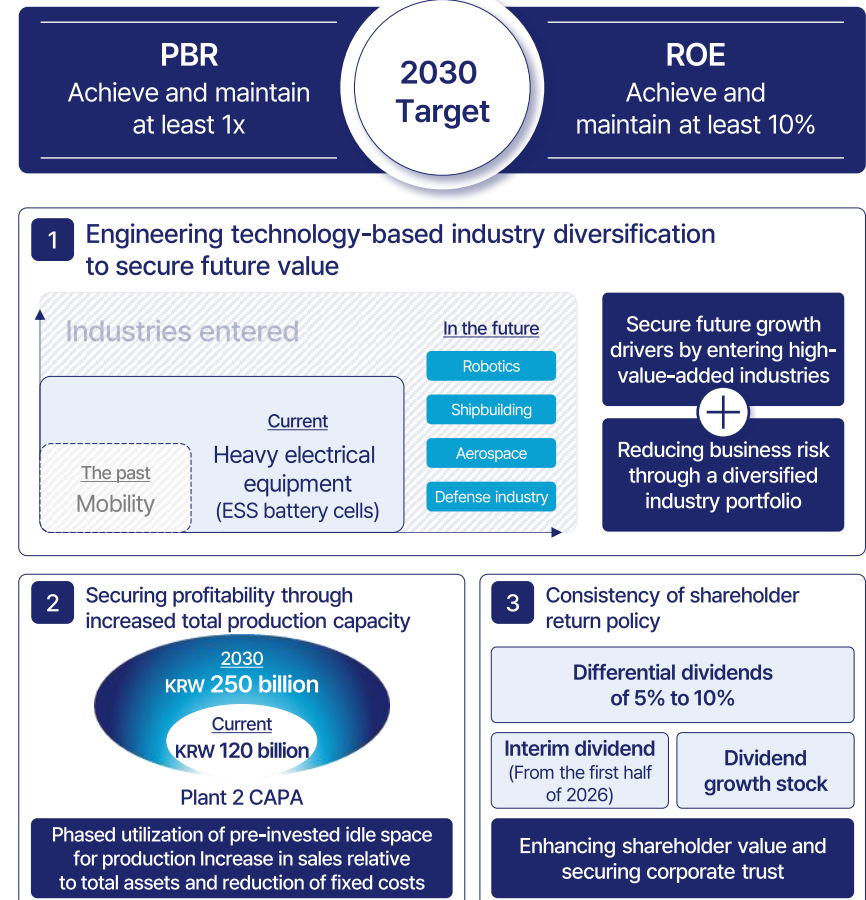 PBR
Achieve and maintain
at least 1x
2030
Target
ROE
Achieve and
maintain at least 10%
1
Engineering technology-based industry diversification
to secure future value
Industries entered
The past
Mobility
Current
Heavy electrical
equipment
(ESS battery cells)
In the future
Robotics
Shipbuilding
Aerospace
Defense industry
Secure future growth
drivers by entering high-
value-added industries
+
Reducing business risk
through a diversified
industry portfolio
2
Securing profitability through
increased total production capacity
2030
KRW 250 billion
Current
KRW 120 billion
Plant 2 CAPA
Phased utilization of pre-invested idle space
for production Increase in sales relative
to total assets and reduction of fixed costs
3
Consistency of shareholder
return policy
Differential dividends
of 5% to 10%
Interim dividend
(From the first half
of 2026)
Dividend
growth stock
Enhancing shareholder value and
securing corporate trust